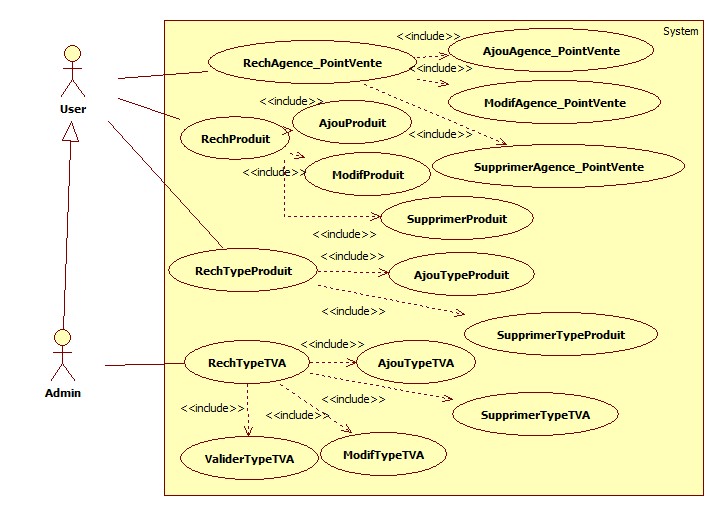 System
<<include>>
RechAgence_PointVente
AjouAgence_PointVente
<<include>>
ModifAgence_PointVente
User
<<include>>
AjouProduit
RechProduit
<<include>>
SupprimerAgence_PointVente
<<include>>
ModifProduit
SupprimerProduit
<<include>>
RechTypeProduit
AjouTypeProduit
<<include>>
SupprimerTypeProduit
<<include>>
RechTypeTVA
AjouTypeTVA
Admin
<<include>>
<<include>>
<<include>>
SupprimerTypeTVA
ValiderTypeTVA
ModifTypeTVA